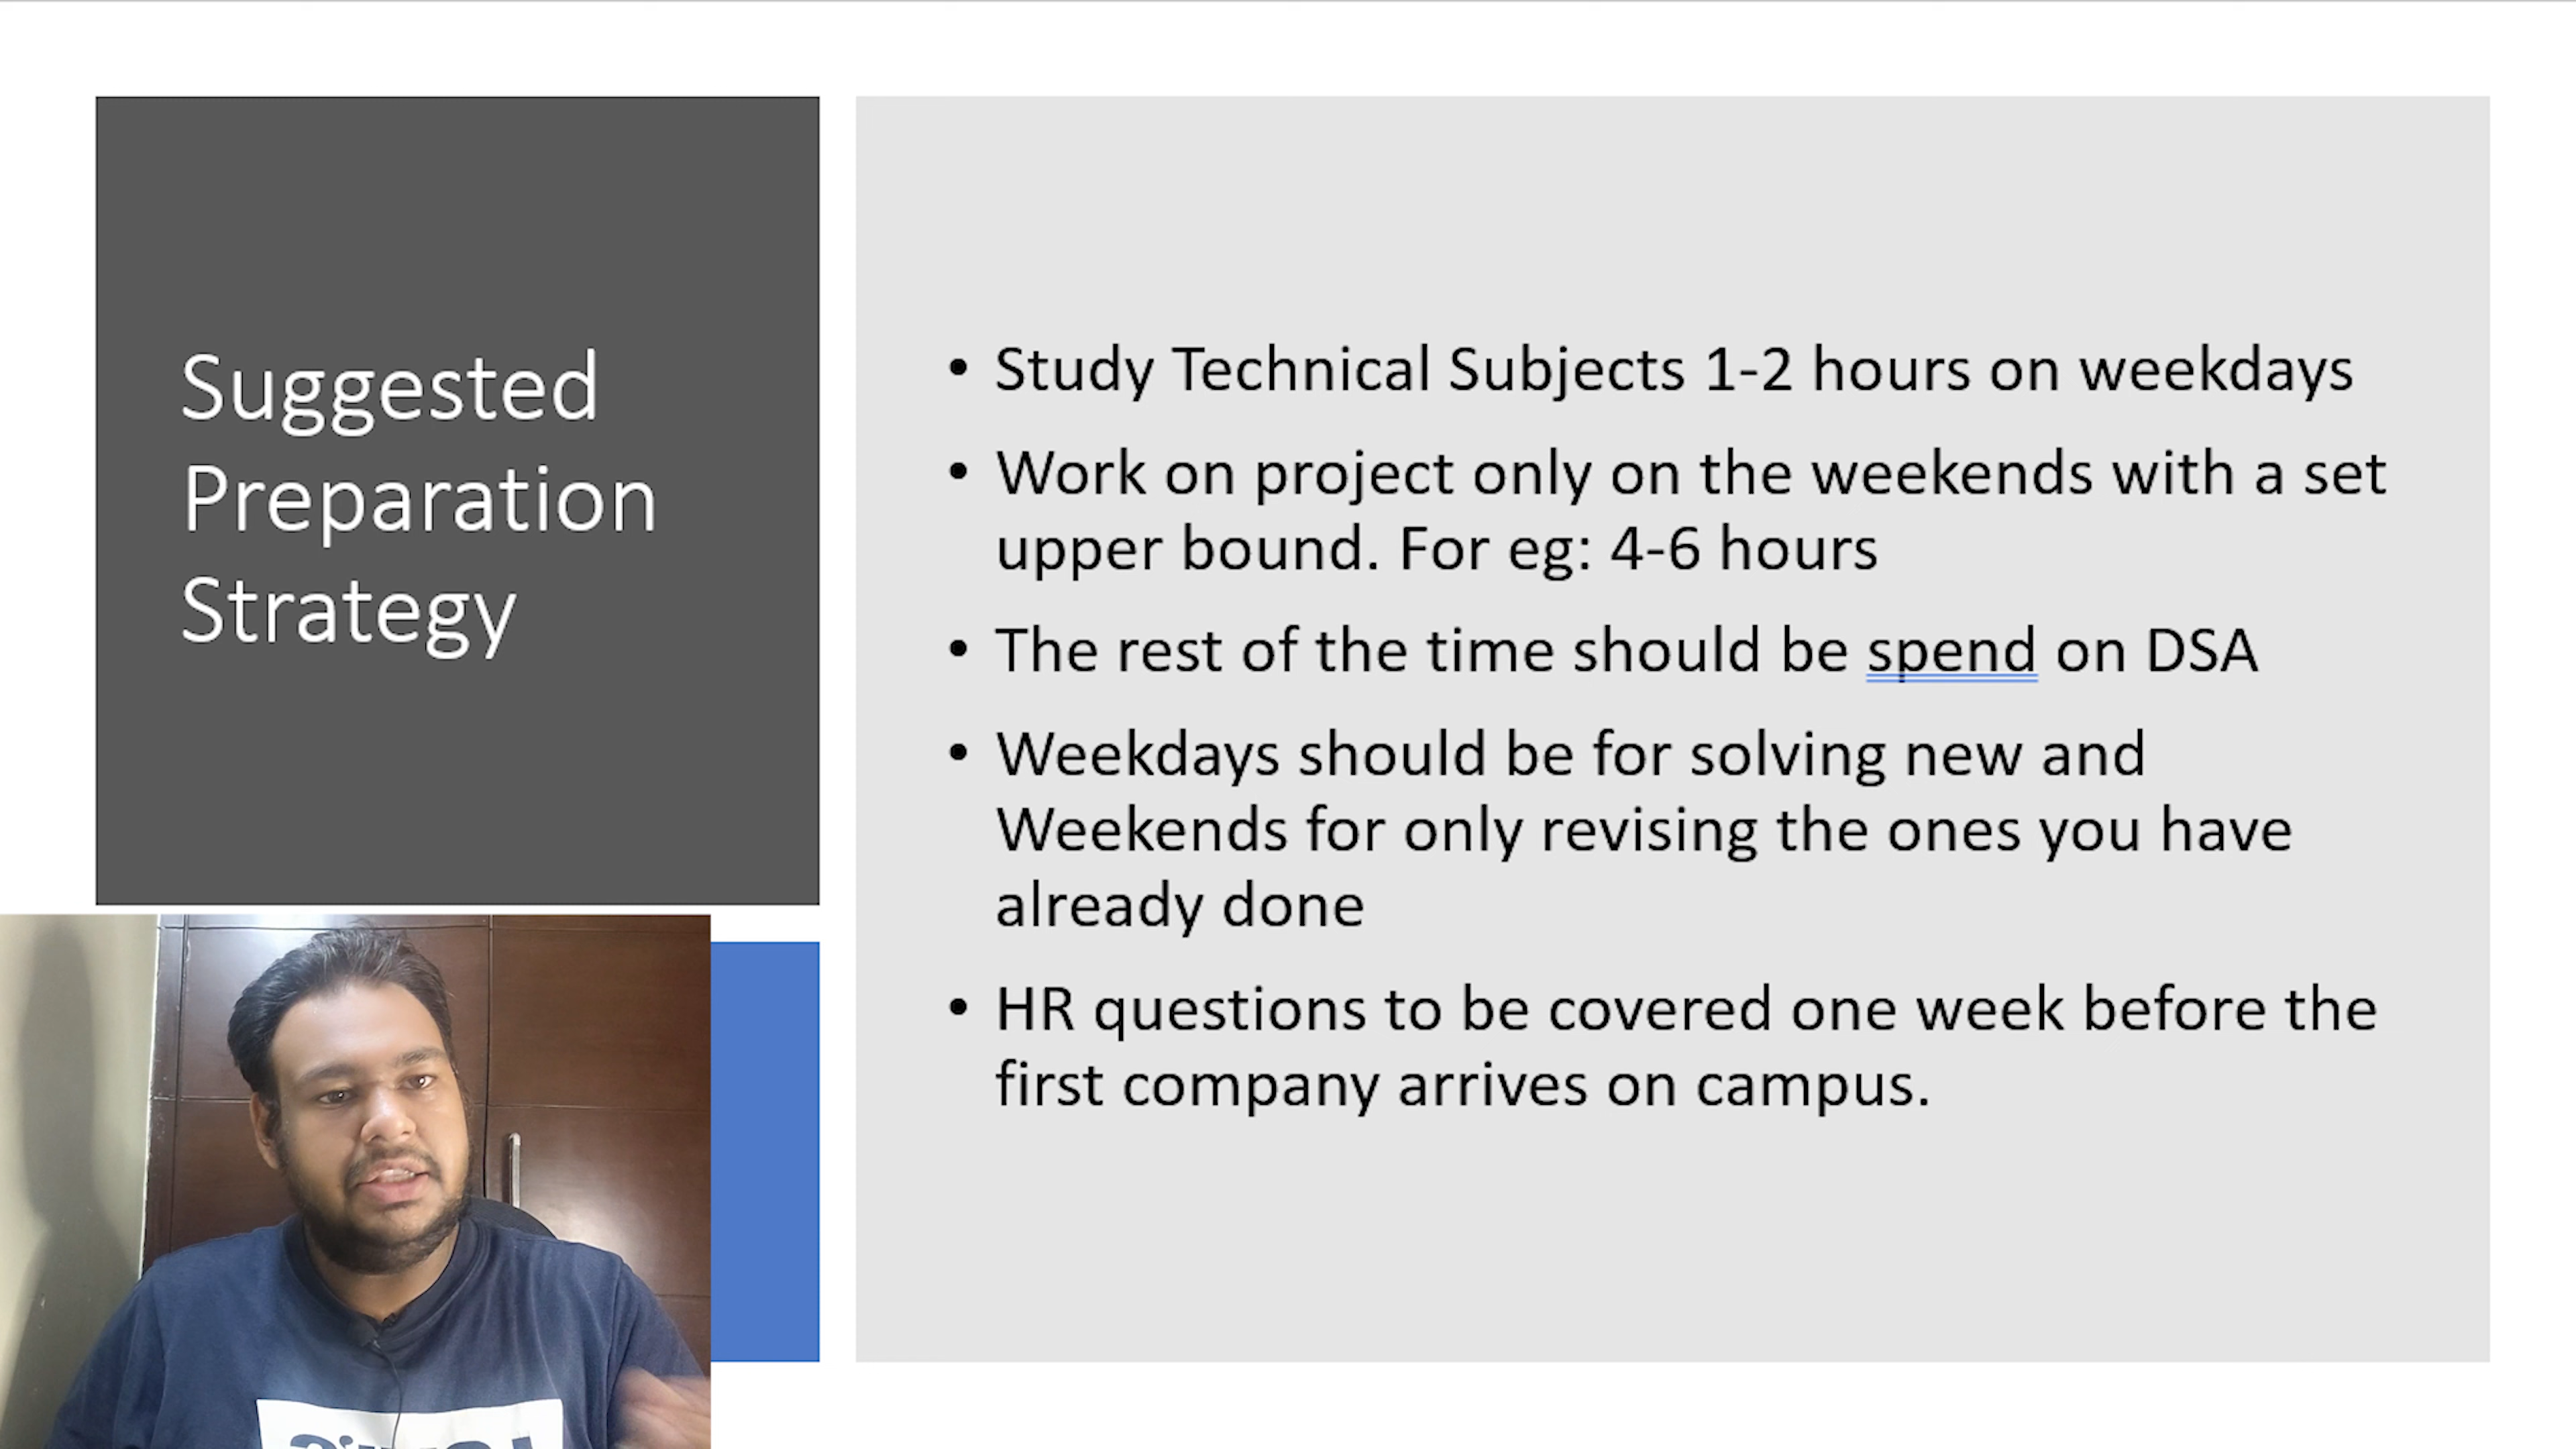 Suggested
Preparation
Strategy
• Study Technical Subjects 1-2 hours on weekdays
• Work on project only on the weekends with a set
upper bound. For eg: 4-6 hours
• The rest of the time should be spend on DSA
• Weekdays should be for solving new and
Weekends for only revising the ones you have
already done
• HR questions to be covered one week before the
first company arrives on campus.